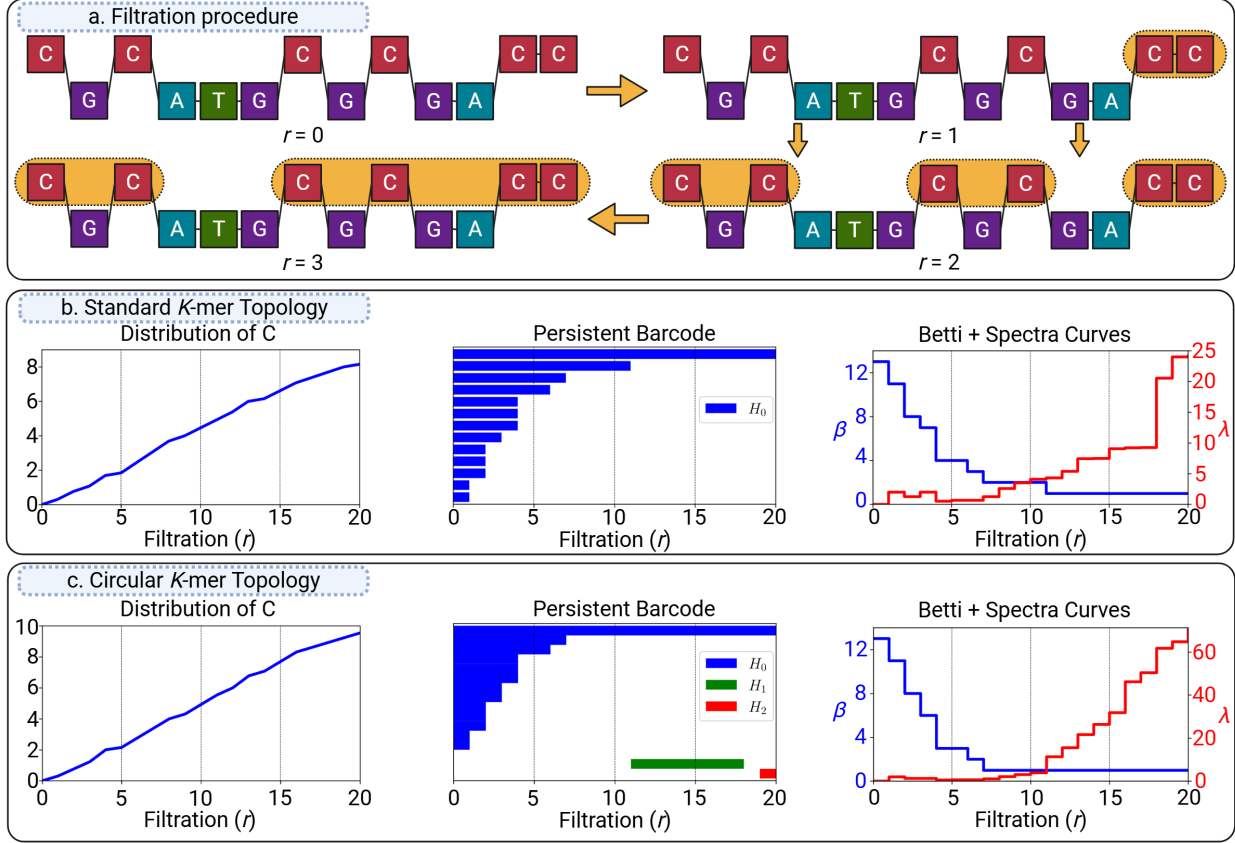 a. Filtration procedure
C C C C C C
G A T G G G A
r = 0
C C C C C C
G A T G G G A
r = 1
C C C C C C
G A T G G G A
r = 3
C C C C C C
G A T G G G A
r = 2
b. Standard K-mer Topology
Distribution of C
8
6
4
2
0
0 5 10 15 20
Filtration (r)
Persistent Barcode
H0
0 5 10 15 20
Filtration (r)
Betti + Spectra Curves
12
8
4
0
β
25
20
15
10
5
0
λ
0 5 10 15 20
Filtration (r)
c. Circular K-mer Topology
Distribution of C
10
8
6
4
2
0
0 5 10 15 20
Filtration (r)
Persistent Barcode
H0
H1
H2
0 5 10 15 20
Filtration (r)
Betti + Spectra Curves
12
8
4
0
β
60
40
20
0
λ
0 5 10 15 20
Filtration (r)